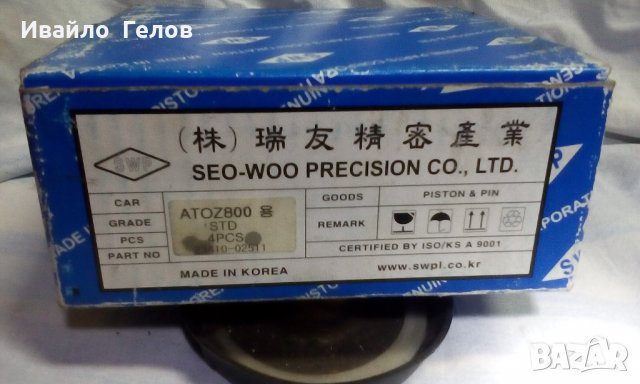 Ивайло Гелов
(株) 瑞友精密産業
SWP
SEO-WOO PRECISION CO., LTD.
CAR ATOZ800 용 GOODS PISTON & PIN
GRADE STD REMARK
PCS 4PCS
PART NO 02511 CERTIFIED BY ISO/KS A 9001
MADE IN KOREA www.swpl.co.kr
BAZAR